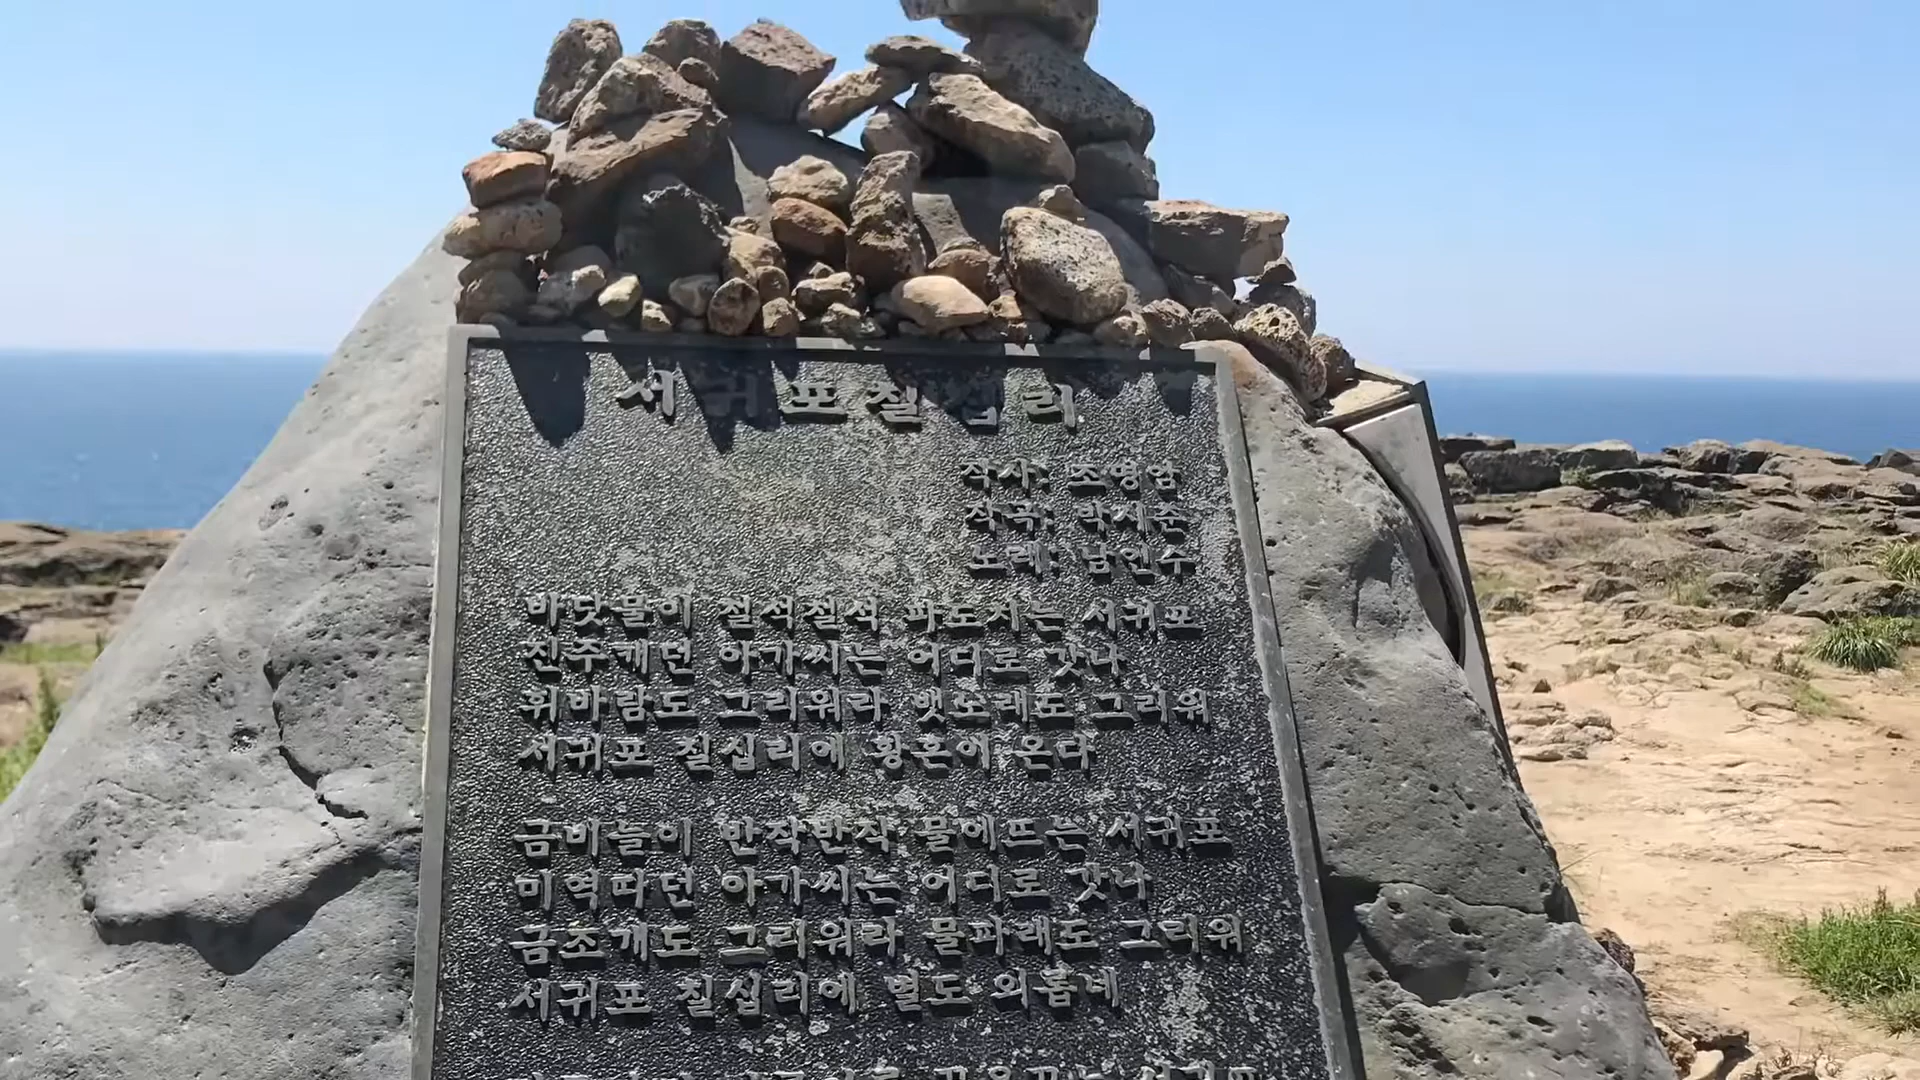 서귀포칠십리
작사: 조명암
작곡: 박시춘
노래: 남인수
바닷물이 철석철석 파도치는 서귀포
진주캐던 아가씨는 어디로 갔나
휘바람도 그리워라 뱃노래도 그리워
서귀포 칠십리에 황혼이 온다
금비늘이 반작반작 물에뜨는 서귀포
미역따던 아가씨는 어디로 갔나
금조개도 그리워라 물파래도 그리워
서귀포 칠십리에 별도 외롭네
서귀포